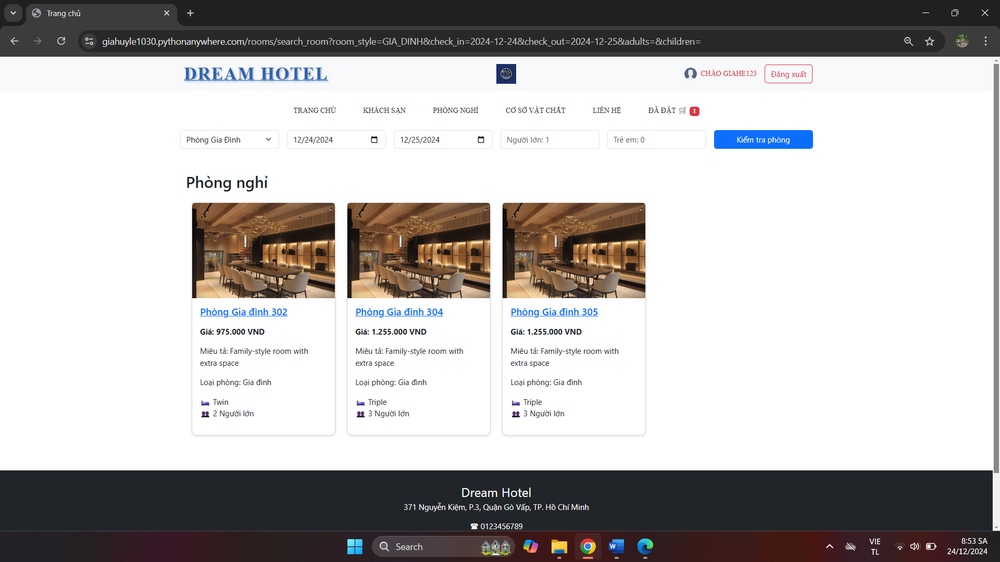 Trang chủ
giahuyle1030.pythonanywhere.com/rooms/search_room?room_style=GIA_DINH&check_in=2024-12-24&check_out=2024-12-25&adults=&children=
DREAM HOTEL
CHÀO GIAHE123
Đăng xuất
TRANG CHỦ
KHÁCH SẠN
PHÒNG NGHỈ
CƠ SỞ VẬT CHẤT
LIÊN HỆ
ĐÃ ĐẶT 🛒 1
Phòng Gia Đình
12/24/2024
12/25/2024
Người lớn: 1
Trẻ em: 0
Kiểm tra phòng
Phòng nghỉ
Phòng Gia đình 302
Giá: 975.000 VND
Miêu tả: Family-style room with
extra space
Loại phòng: Gia đình
Twin
2 Người lớn
Phòng Gia đình 304
Giá: 1.255.000 VND
Miêu tả: Family-style room with
extra space
Loại phòng: Gia đình
Triple
3 Người lớn
Phòng Gia đình 305
Giá: 1.255.000 VND
Miêu tả: Family-style room with
extra space
Loại phòng: Gia đình
Triple
3 Người lớn
Dream Hotel
371 Nguyễn Kiệm, P.3, Quận Gò Vấp, TP. Hồ Chí Minh
☎ 0123456789
Search
VIE
TL
8:53 SA
24/12/2024